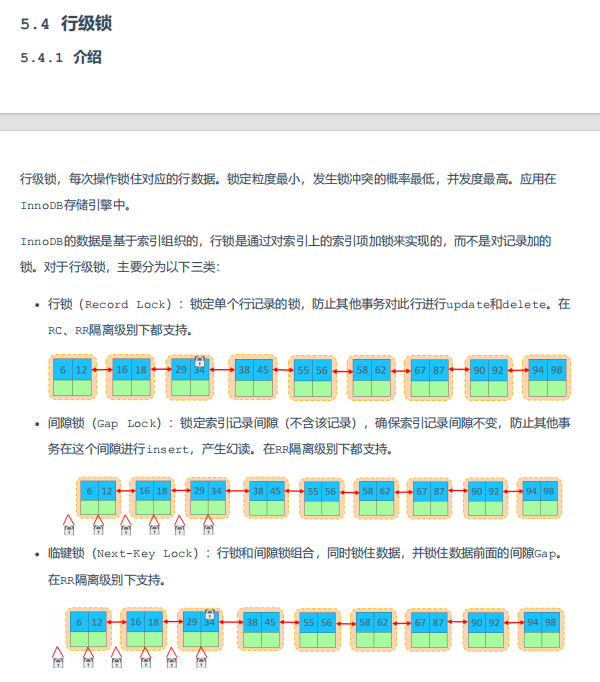 5.4 行级锁
5.4.1 介绍
行级锁，每次操作锁住对应的行数据。锁定粒度最小，发生锁冲突的概率最低，并发度最高。应用在
InnoDB存储引擎中。
InnoDB的数据是基于索引组织的，行锁是通过对索引上的索引项加锁来实现的，而不是对记录加的
锁。对于行级锁，主要分为以下三类：
• 行锁（Record Lock）：锁定单个行记录的锁，防止其他事务对此行进行update和delete。在
RC、RR隔离级别下都支持。
6 12 16 18 29 34 38 45 55 56 58 62 67 87 90 92 94 98
• 间隙锁（Gap Lock）：锁定索引记录间隙（不含该记录），确保索引记录间隙不变，防止其他事
务在这个间隙进行insert，产生幻读。在RR隔离级别下都支持。
6 12 16 18 29 34 38 45 55 56 58 62 67 87 90 92 94 98
• 临键锁（Next-Key Lock）：行锁和间隙锁组合，同时锁住数据，并锁住数据前面的间隙Gap。
在RR隔离级别下支持。
6 12 16 18 29 34 38 45 55 56 58 62 67 87 90 92 94 98